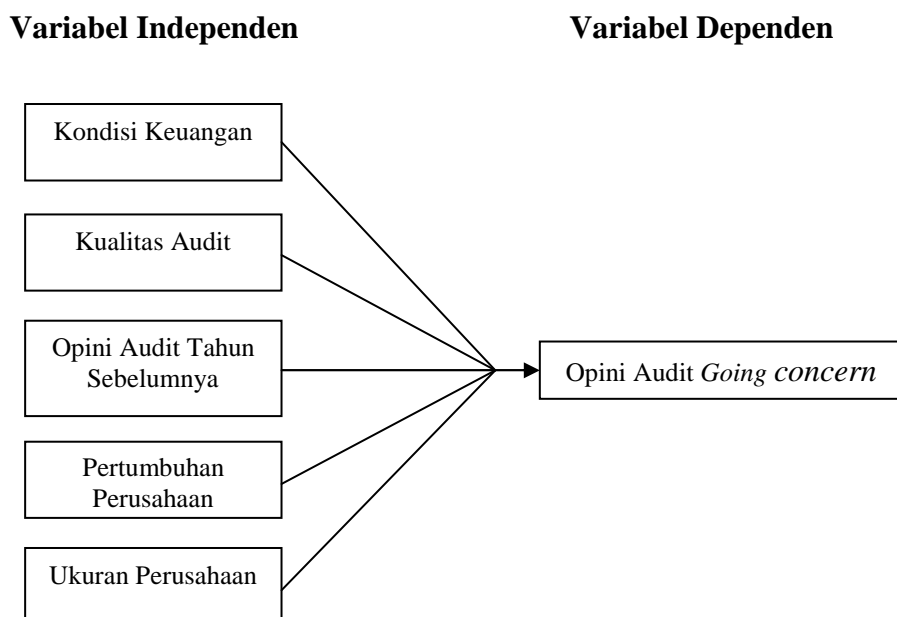 Variabel Independen
Variabel Dependen
Kondisi Keuangan
Kualitas Audit
Opini Audit Tahun
Sebelumnya
Pertumbuhan
Perusahaan
Ukuran Perusahaan
Opini Audit Going concern